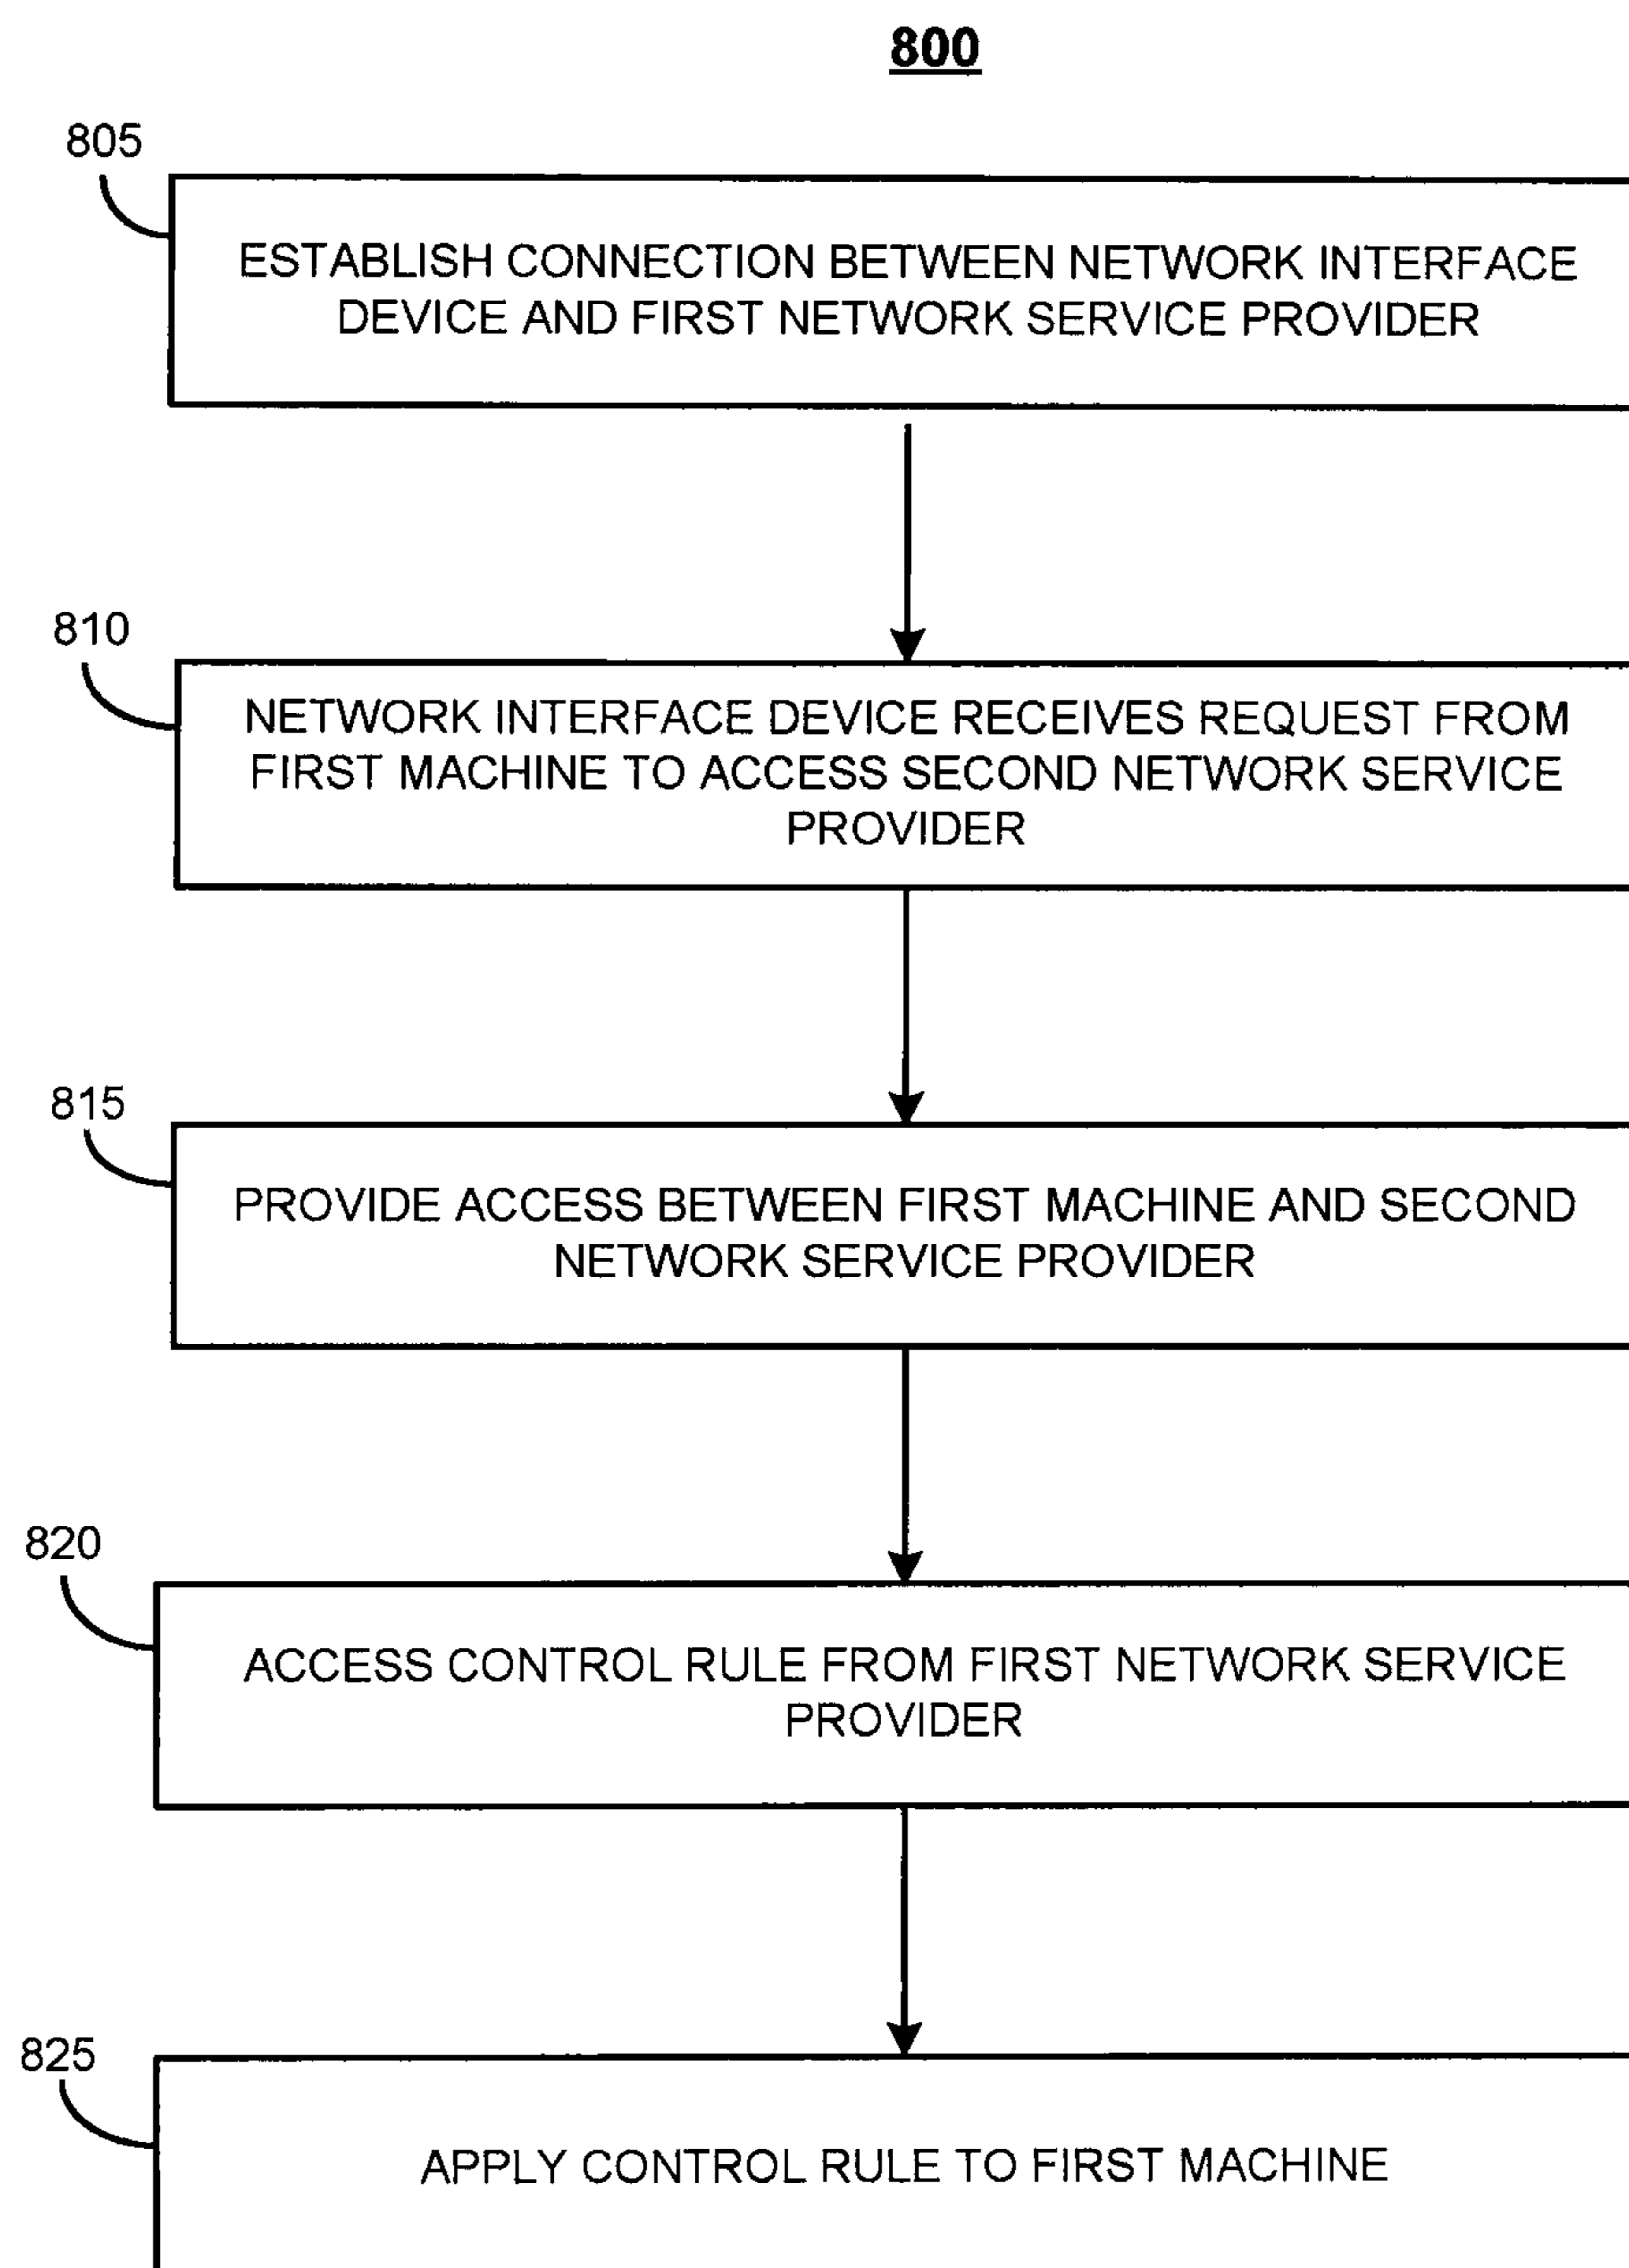 800
805
ESTABLISH CONNECTION BETWEEN NETWORK INTERFACE
DEVICE AND FIRST NETWORK SERVICE PROVIDER
810
NETWORK INTERFACE DEVICE RECEIVES REQUEST FROM
FIRST MACHINE TO ACCESS SECOND NETWORK SERVICE
PROVIDER
815
PROVIDE ACCESS BETWEEN FIRST MACHINE AND SECOND
NETWORK SERVICE PROVIDER
820
ACCESS CONTROL RULE FROM FIRST NETWORK SERVICE
PROVIDER
825
APPLY CONTROL RULE TO FIRST MACHINE